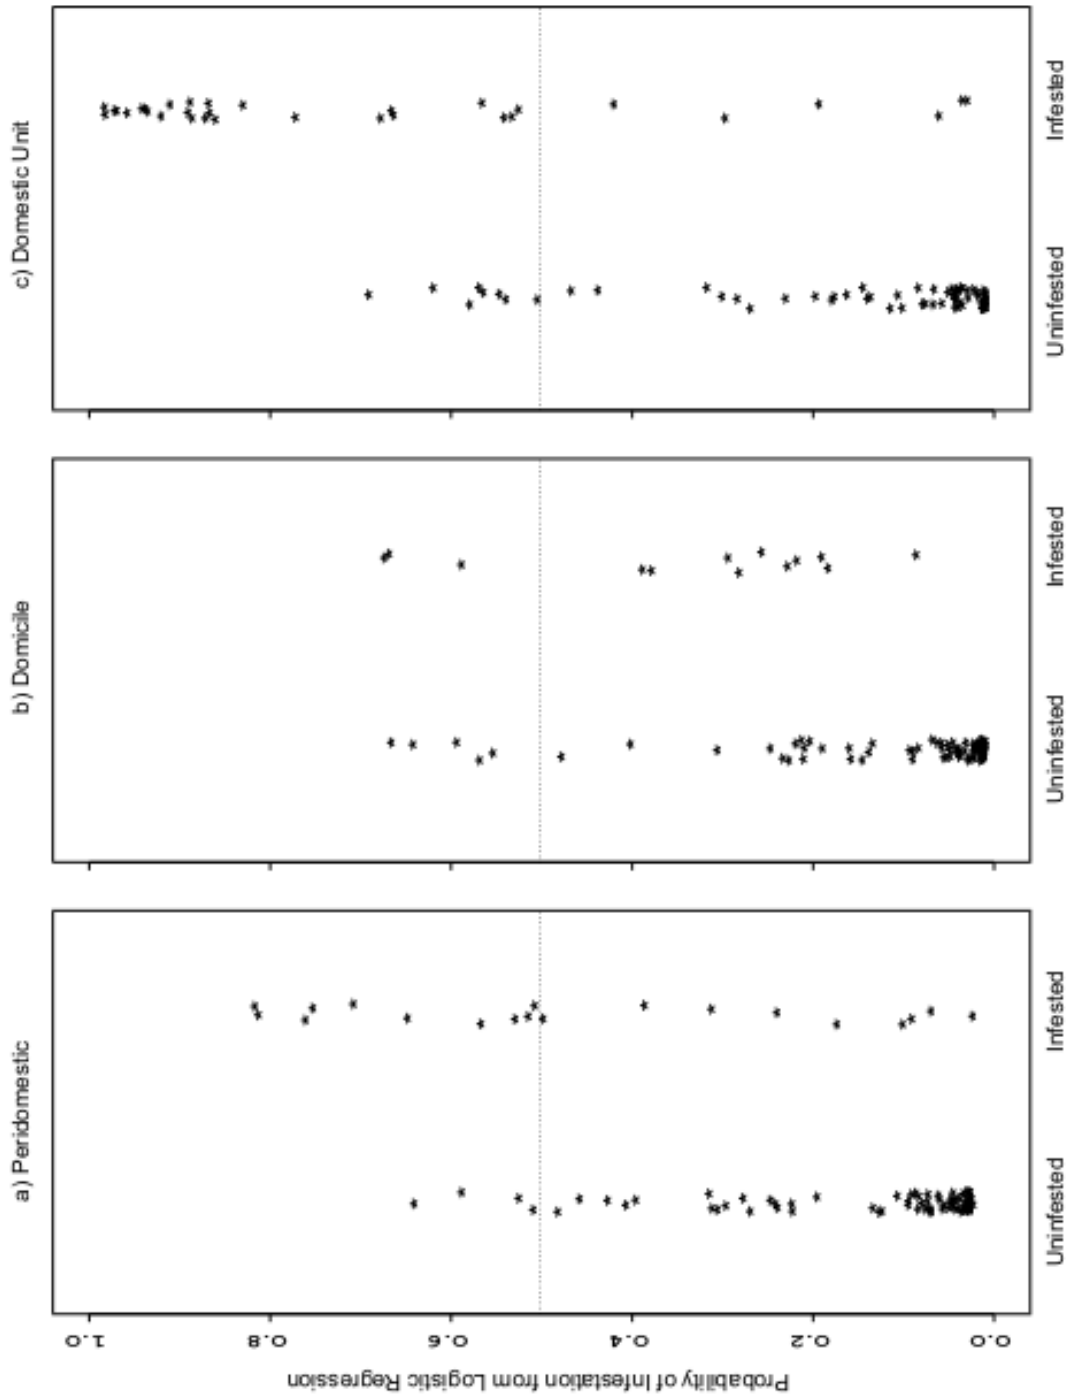 a) Peridomestic
b) Domicile
c) Domestic Unit
Probability of Infestation from Logistic Regression
1.0
0.8
0.6
0.4
0.2
0.0
Uninfested
Infested
Uninfested
Infested
Uninfested
Infested